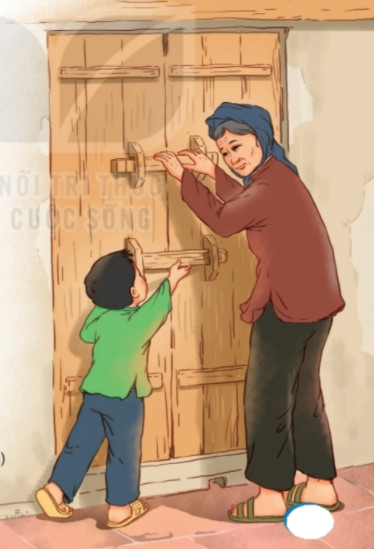 NỐI TRI THỨC
CUỘC SỐNG
)